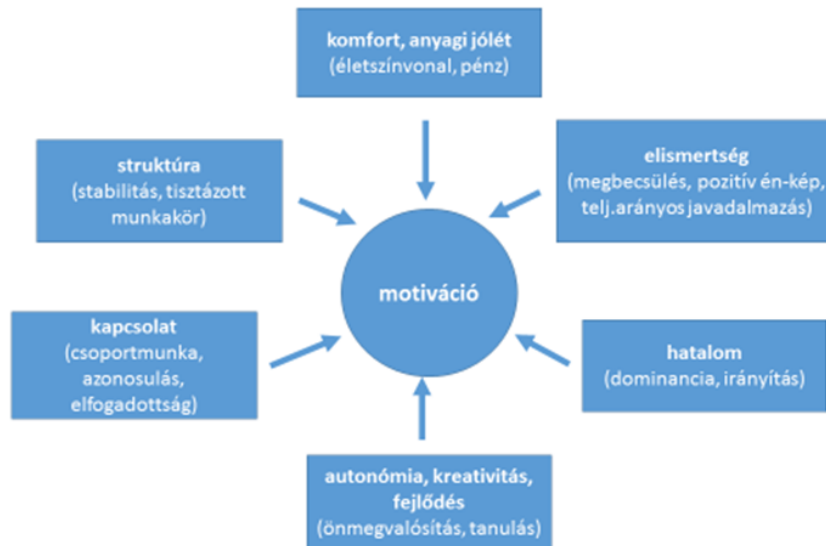 komfort, anyagi jólét
(életszínvonal, pénz)
struktúra
(stabilitás, tisztázott
munkakör)
elismertség
(megbecsülés, pozitív én-kép,
telj.arányos javadalmazás)
motiváció
kapcsolat
(csoportmunka,
azonosulás,
elfogadottság)
hatalom
(dominancia, irányítás)
autonómia, kreativitás,
fejlődés
(önmegvalósítás, tanulás)